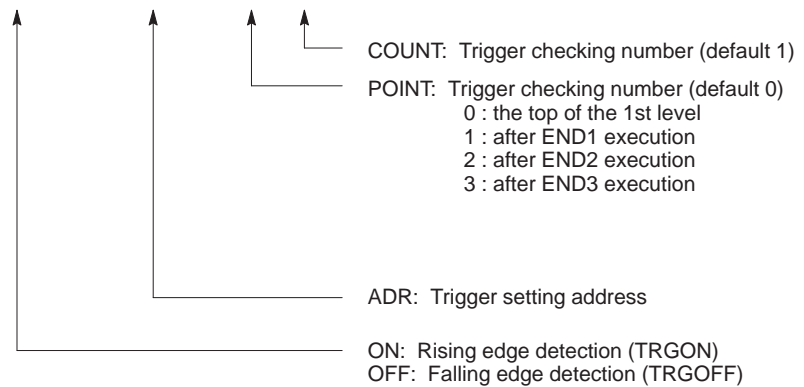 COUNT: Trigger checking number (default 1)
POINT: Trigger checking number (default 0)
0 : the top of the 1st level
1 : after END1 execution
2 : after END2 execution
3 : after END3 execution
ADR: Trigger setting address
ON: Rising edge detection (TRGON)
OFF: Falling edge detection (TRGOFF)